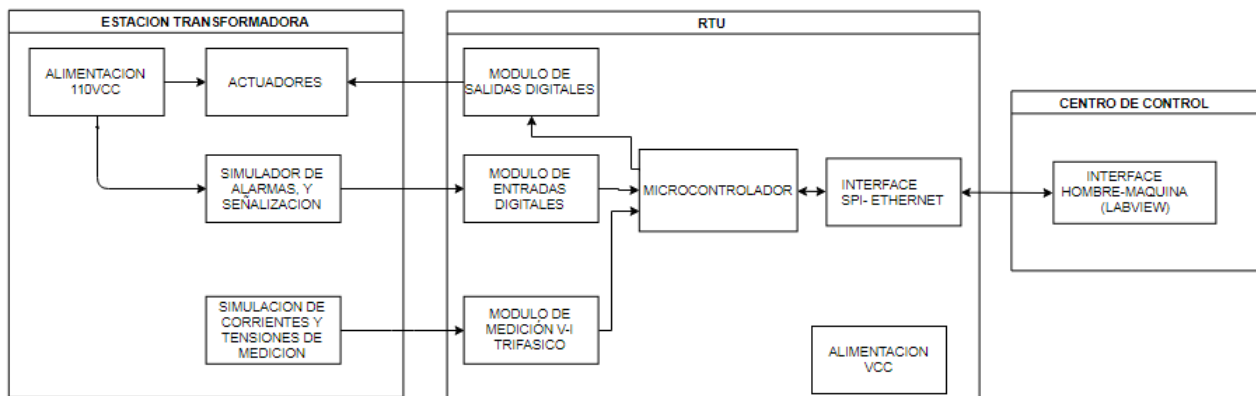 ESTACION TRANSFORMADORA
ALIMENTACION
110VCC
ACTUADORES
SIMULADOR DE
ALARMAS, Y
SEÑALIZACION
SIMULACION DE
CORRIENTES Y
TENSIONES DE
MEDICION
RTU
MODULO DE
SALIDAS DIGITALES
MODULO DE
ENTRADAS
DIGITALES
MODULO DE
MEDICIÓN V-I
TRIFASICO
MICROCONTROLADOR
INTERFACE
SPI- ETHERNET
ALIMENTACION
VCC
CENTRO DE CONTROL
INTERFACE
HOMBRE-MAQUINA
(LABVIEW)